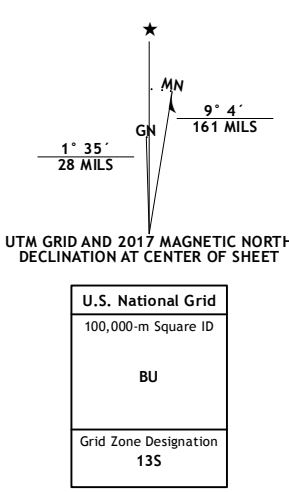 ★
MN
GN
9° 4´
161 MILS
1° 35´
28 MILS
UTM GRID AND 2017 MAGNETIC NORTH
DECLINATION AT CENTER OF SHEET
U.S. National Grid
100,000-m Square ID
BU
Grid Zone Designation
13S